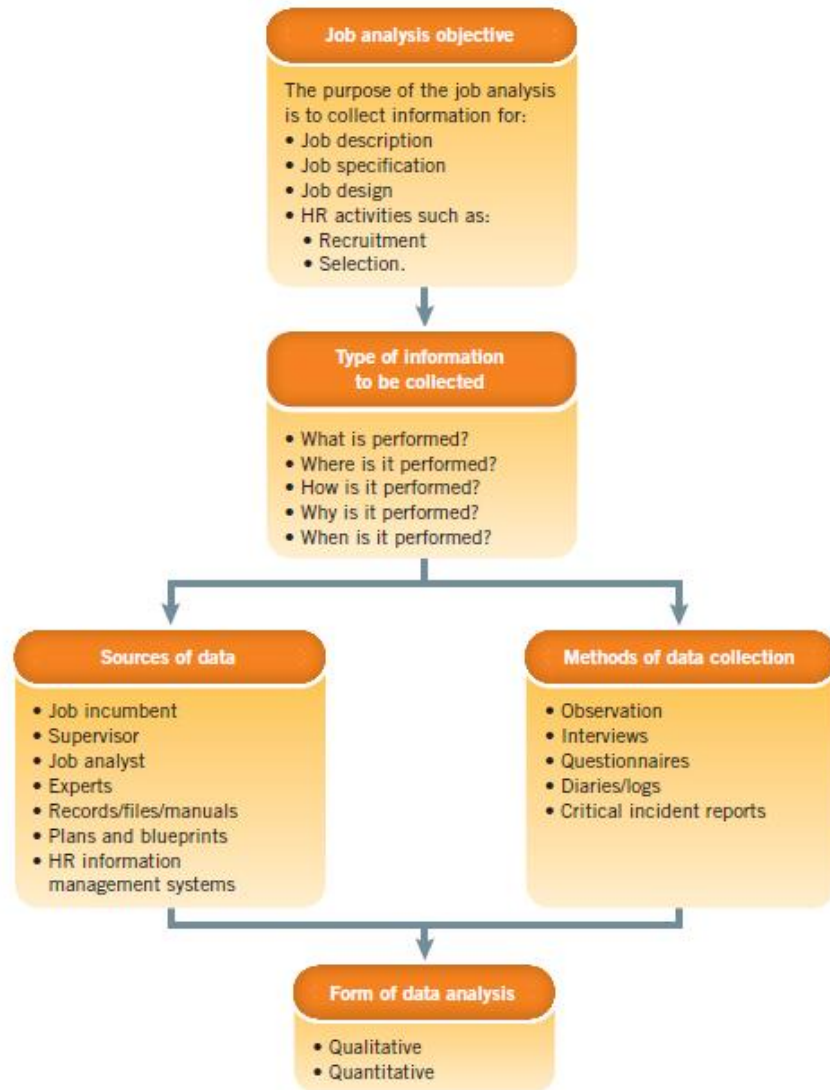 Job analysis objective
The purpose of the job analysis
is to collect information for:
• Job description
• Job specification
• Job design
• HR activities such as:
• Recruitment
• Selection.
Type of information
to be collected
• What is performed?
• Where is it performed?
• How is it performed?
• Why is it performed?
• When is it performed?
Sources of data
• Job incumbent
• Supervisor
• Job analyst
• Experts
• Records/files/manuals
• Plans and blueprints
• HR information
management systems
Methods of data collection
• Observation
• Interviews
• Questionnaires
• Diaries/logs
• Critical incident reports
Form of data analysis
• Qualitative
• Quantitative